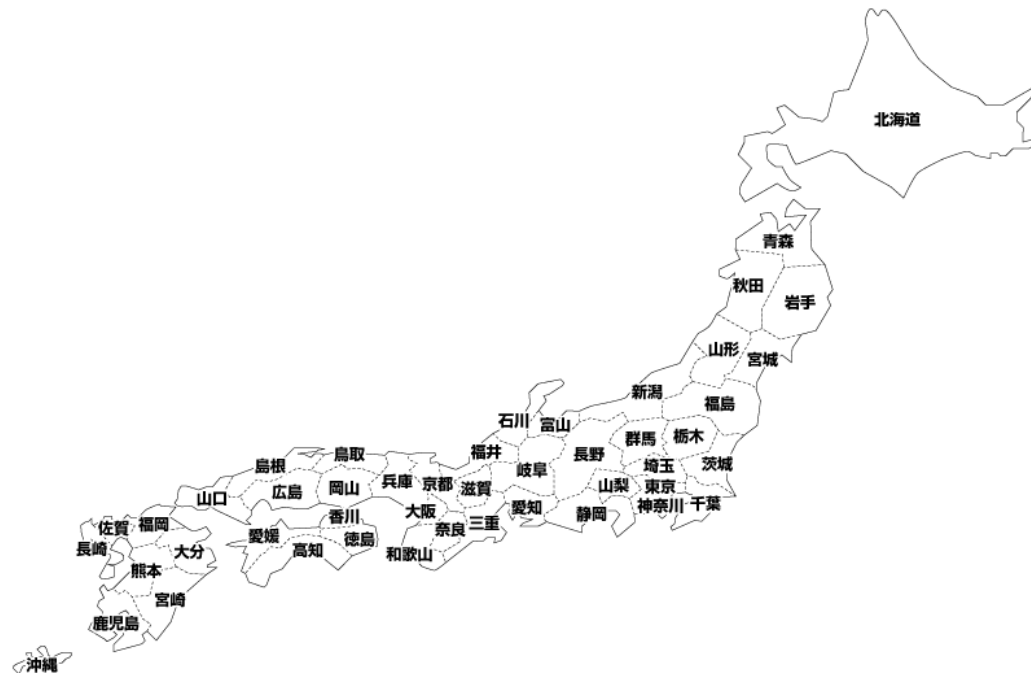 北海道
青森
秋田
岩手
山形
宮城
新潟
福島
石川
富山
群馬
栃木
福井
長野
埼玉
茨城
岐阜
鳥取
島根
兵庫
京都
滋賀
山梨
東京
岡山
広島
山口
愛知
静岡
神奈川
千葉
香川
大阪
三重
奈良
佐賀
福岡
愛媛
徳島
長崎
大分
高知
和歌山
熊本
宮崎
鹿児島
沖縄